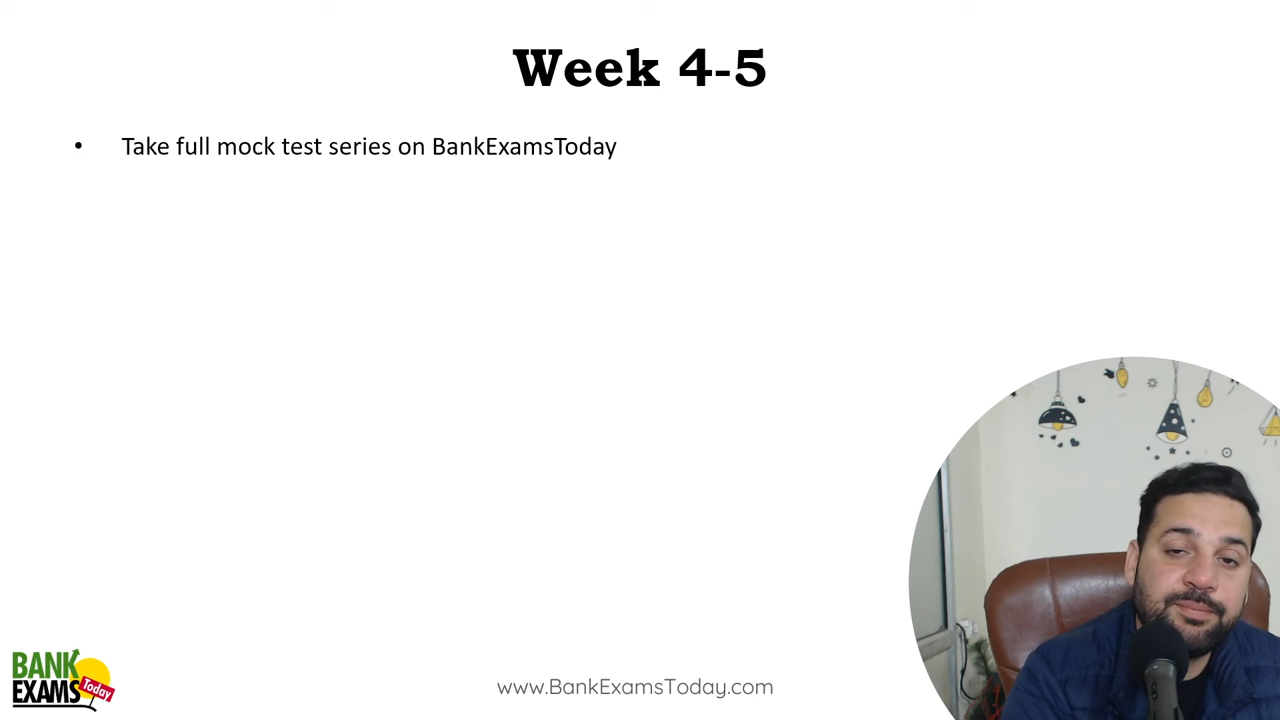 Week 4-5
• Take full mock test series on BankExamsToday
BANK
EXAMS
Today
www.BankExamsToday.com